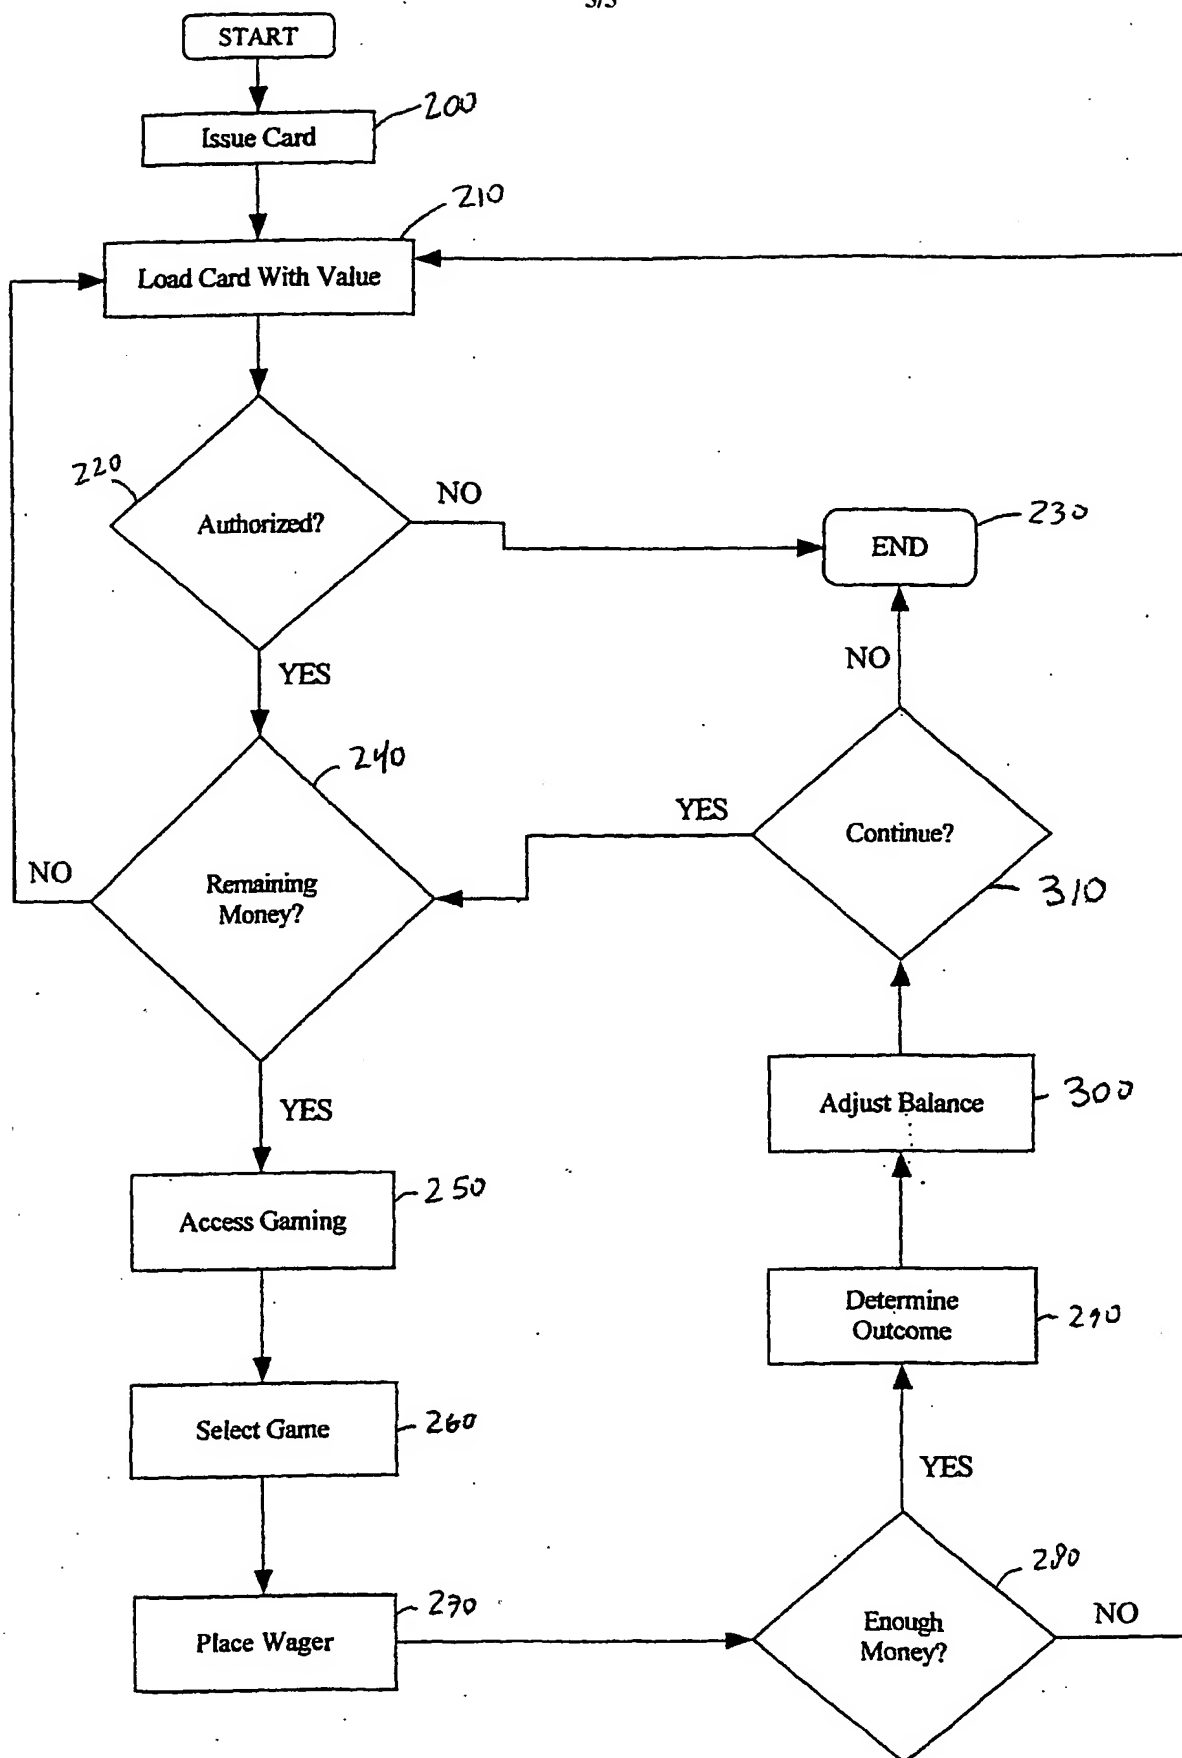 3/3
START
200
Issue Card
210
Load Card With Value
220
Authorized?
NO
230
END
YES
NO
240
YES
Continue?
NO
Remaining
Money?
310
YES
Adjust Balance
300
250
Access Gaming
Determine
Outcome
290
Select Game
260
YES
280
270
Place Wager
Enough
Money?
NO